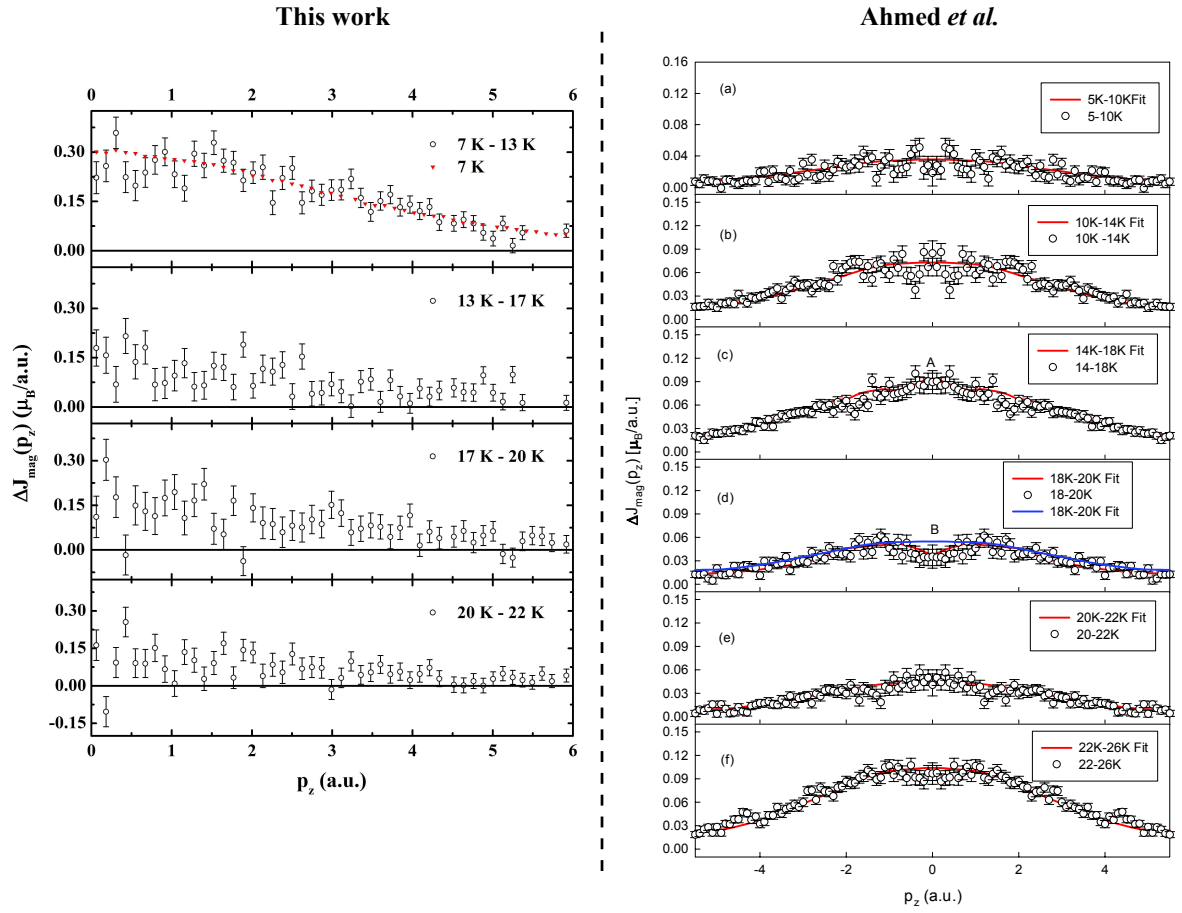 This work
Ahmed et al.
0 1 2 3 4 5 6
0.30
0.15
0.00
7 K - 13 K
7 K
0.30
0.15
0.00
13 K - 17 K
0.30
0.15
0.00
17 K - 20 K
0.30
0.15
0.00
-0.15
20 K - 22 K
0 1 2 3 4 5 6
ΔJmag(pz) (μB/a.u.)
pz (a.u.)
0.16
0.12
0.08
0.04
0.00
(a)
5K-10KFit
5-10K
0.15
0.12
0.09
0.06
0.03
0.00
(b)
10K-14K Fit
10K -14K
0.15
0.12
0.09
0.06
0.03
0.00
(c)
A
14K-18K Fit
14-18K
0.15
0.12
0.09
0.06
0.03
0.00
(d)
B
18K-20K Fit
18-20K
18K-20K Fit
0.15
0.12
0.09
0.06
0.03
0.00
(e)
20K-22K Fit
20-22K
0.15
0.12
0.09
0.06
0.03
0.00
(f)
22K-26K Fit
22-26K
-4 -2 0 2 4
ΔJmag(pz) [μB/a.u.]
pz (a.u.)